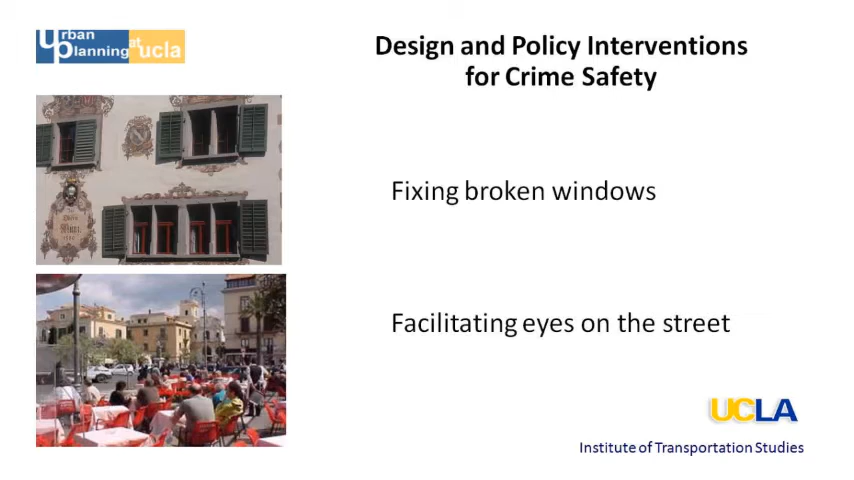 urban
planning at ucla
Design and Policy Interventions
for Crime Safety
Fixing broken windows
Facilitating eyes on the street
UCLA
Institute of Transportation Studies